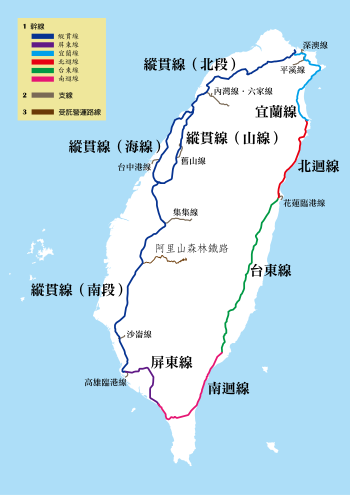 1 幹線
縱貫線
屏東線
宜蘭線
北迴線
台東線
南迴線
2 支線
3 受託營運路線
深澳線
縱貫線（北段）
平溪線
內灣線・六家線
宜蘭線
縱貫線（海線）
縱貫線（山線）
舊山線
台中港線
北迴線
花蓮臨港線
集集線
阿里山森林鐵路
台東線
縱貫線（南段）
沙崙線
屏東線
高雄臨港線
南迴線